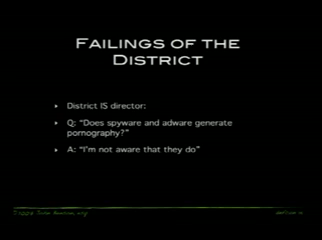 FAILINGS OF THE
DISTRICT
District IS director:
Q: "Does spyware and adware generate
pornography?"
A: "I'm not aware that they do"